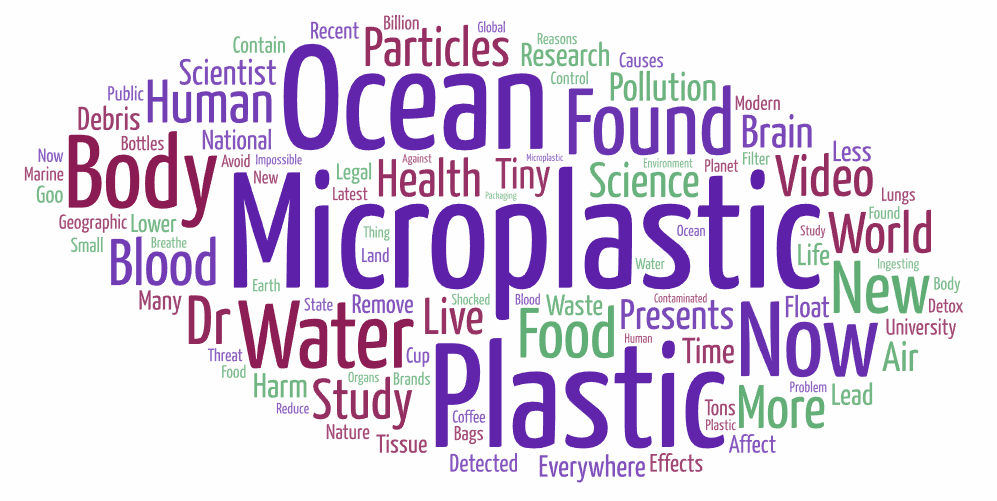 Billion
Recent
Particles
Global
Reasons
Contain
Ocean
Research
Causes
Scientist
Control
Pollution
Public
Human
Found
Modern
Debris
National
Brain
Bottles
Body
Now
Avoid
Impossible
Against
Microplastic
Environment
Planet
Filter
Less
Marine
New
Legal
Health
Tiny
Science
Video
Goo
Latest
Packaging
Lungs
Geographic
Lower
Microplastic
Found
Small
Breathe
Thing
Ocean
Study
World
Blood
Land
Water
Life
Ingesting
Earth
New
Body
Many
Dr
Water
State
Remove
Shocked
Live
Blood
Waste
Contaminated
Presents
Float
Detox
Food
Human
Now
University
Threat
Cup
Plastic
Time
Air
Food
Harm
Organs
Brands
Problem
Lead
Reduce
Study
Coffee
Tons
More
Nature
Tissue
Bags
Plastic
Affect
Detected
Everywhere
Effects